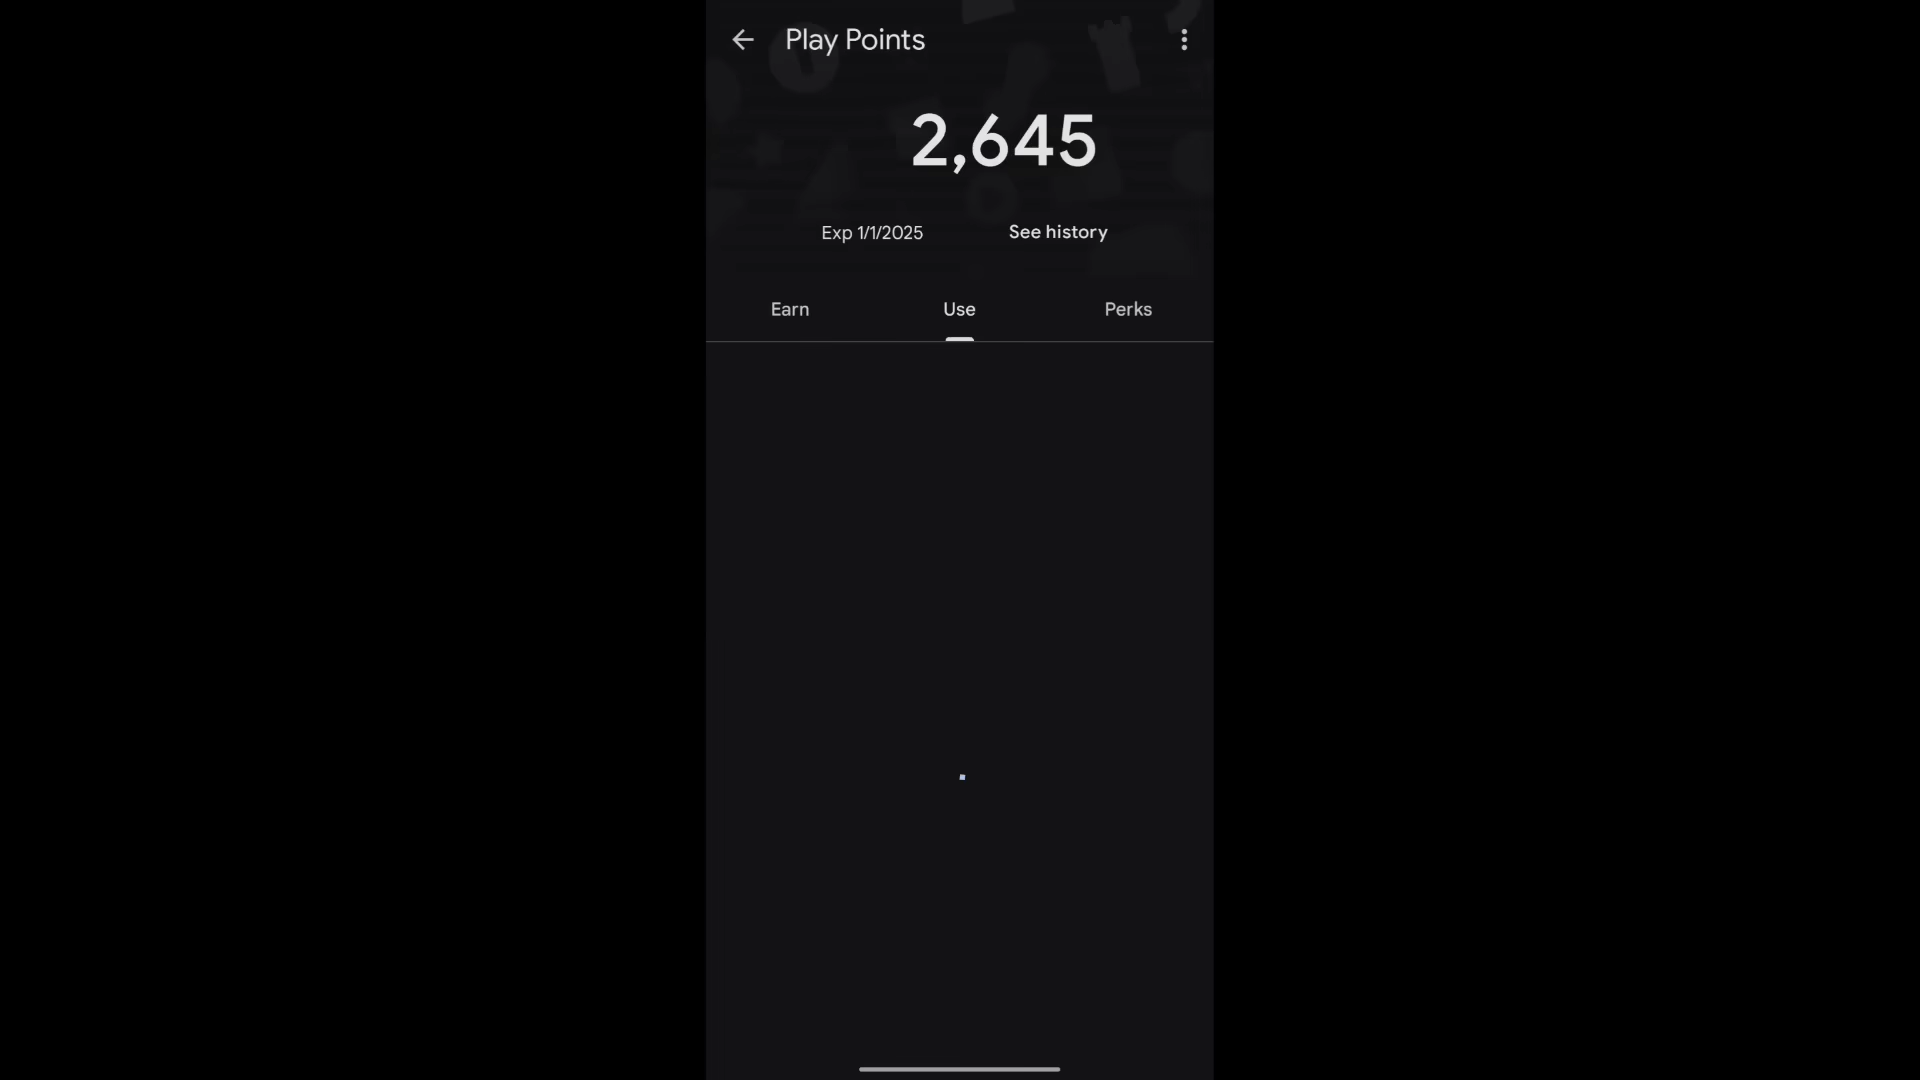 Play Points
2,645
Exp 1/1/2025
See history
Earn
Use
Perks